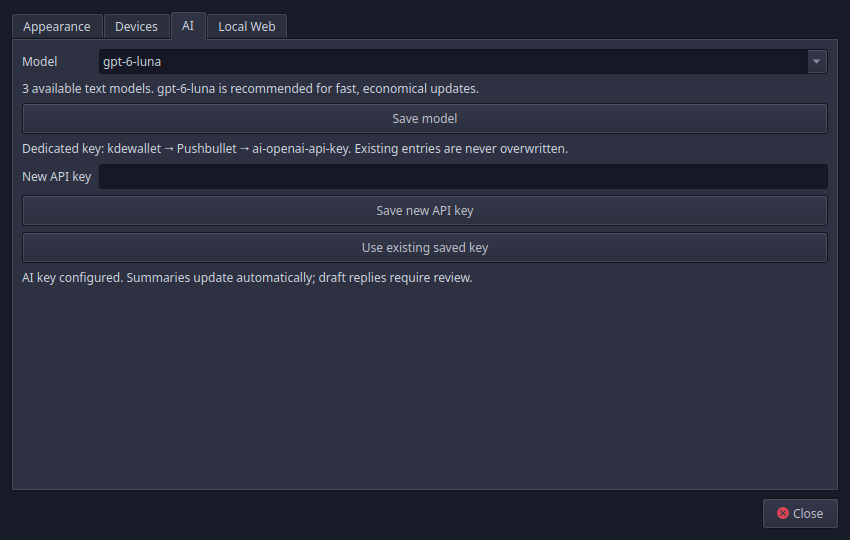 Appearance Devices AI Local Web
Model gpt-6-luna
3 available text models. gpt-6-luna is recommended for fast, economical updates.
Save model
Dedicated key: kdewallet → Pushbullet → ai-openai-api-key. Existing entries are never overwritten.
New API key
Save new API key
Use existing saved key
AI key configured. Summaries update automatically; draft replies require review.
Close